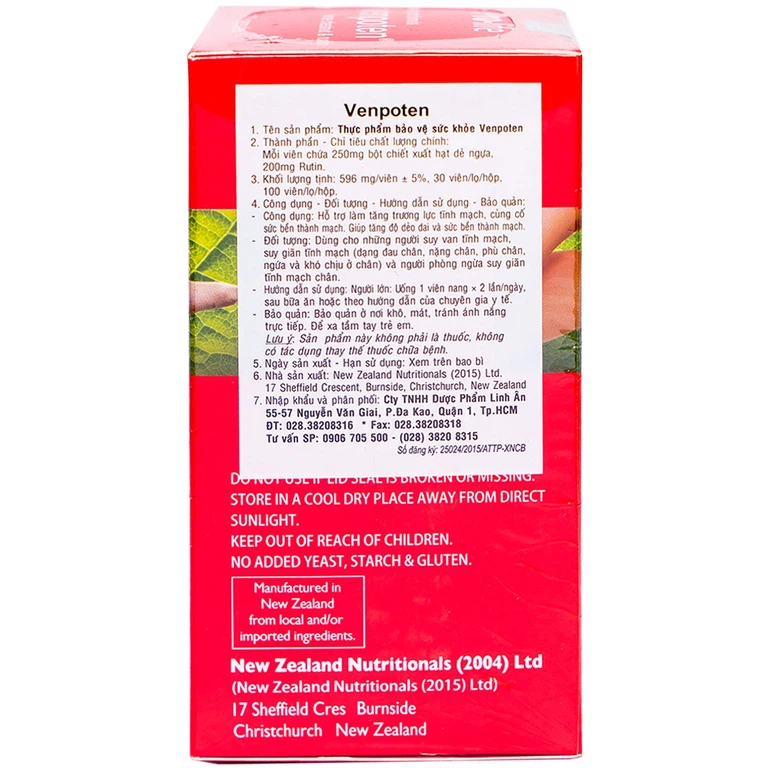 Venpoten
1. Tên sản phẩm: Thực phẩm bảo vệ sức khỏe Venpoten
2. Thành phần - Chỉ tiêu chất lượng chính:
Mỗi viên chứa 250mg bột chiết xuất hạt dẻ ngựa,
200mg Rutin.
3. Khối lượng tịnh: 596 mg/viên ± 5%, 30 viên/lọ/hộp,
100 viên/lọ/hộp.
4. Công dụng - Đối tượng - Hướng dẫn sử dụng - Bảo quản:
- Công dụng: Hỗ trợ làm tăng trương lực tĩnh mạch, củng cố
sức bền thành mạch. Giúp tăng độ dẻo dai và sức bền thành mạch.
- Đối tượng: Dùng cho những người suy van tĩnh mạch,
suy giãn tĩnh mạch (dạng đau chân, nặng chân, phù chân,
ngứa và khó chịu ở chân) và người phòng ngừa suy giãn
tĩnh mạch chân.
- Hướng dẫn sử dụng: Người lớn: Uống 1 viên nang × 2 lần/ngày,
sau bữa ăn hoặc theo hướng dẫn của chuyên gia y tế.
- Bảo quản: Bảo quản ở nơi khô, mát, tránh ánh nắng
trực tiếp. Để xa tầm tay trẻ em.
Lưu ý: Sản phẩm này không phải là thuốc, không
có tác dụng thay thế thuốc chữa bệnh.
5. Ngày sản xuất - Hạn sử dụng: Xem trên bao bì
6. Nhà sản xuất: New Zealand Nutritionals (2015) Ltd.
17 Sheffield Crescent, Burnside, Christchurch, New Zealand
7. Nhập khẩu và phân phối: Cty TNHH Dược Phẩm Linh Ân
55-57 Nguyễn Văn Giai, P.Đa Kao, Quận 1, Tp.HCM
ĐT: 028.38208316 * Fax: 028.38208318
Tư vấn SP: 0906 705 500 - (028) 3820 8315
Số đăng ký: 25024/2015/ATTP-XNCB
DO NOT USE IF LID SEAL IS BROKEN OR MISSING.
STORE IN A COOL DRY PLACE AWAY FROM DIRECT
SUNLIGHT.
KEEP OUT OF REACH OF CHILDREN.
NO ADDED YEAST, STARCH & GLUTEN.
Manufactured in
New Zealand
from local and/or
imported ingredients.
New Zealand Nutritionals (2004) Ltd
(New Zealand Nutritionals (2015) Ltd)
17 Sheffield Cres Burnside
Christchurch New Zealand